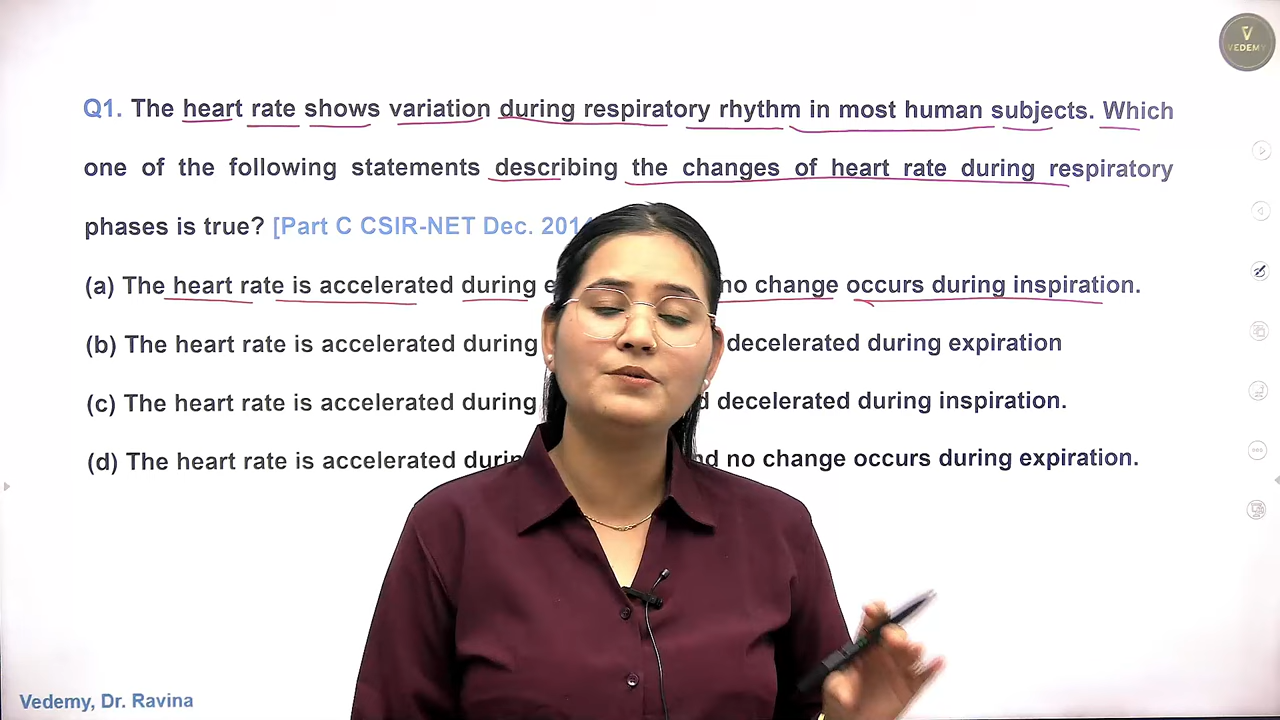 VEDEMY
Q1. The heart rate shows variation during respiratory rhythm in most human subjects. Which
one of the following statements describing the changes of heart rate during respiratory
phases is true? [Part C CSIR-NET Dec. 201
(a) The heart rate is accelerated during no change occurs during inspiration.
(b) The heart rate is accelerated during decelerated during expiration
(c) The heart rate is accelerated during decelerated during inspiration.
(d) The heart rate is accelerated no change occurs during expiration.
Vedemy, Dr. Ravina